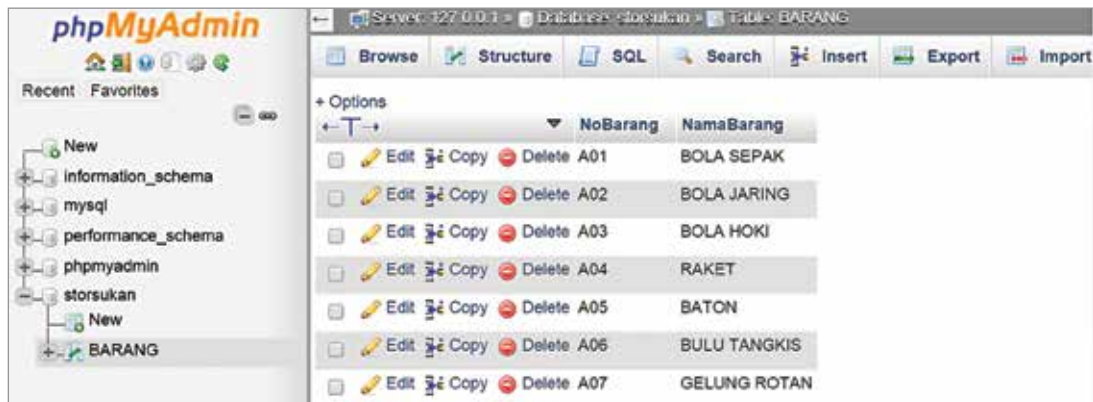 phpMyAdmin
Recent Favorites
New
information_schema
mysql
performance_schema
phpmyadmin
storsukan
New
BARANG
Server: 127.0.0.1 » Database: storsukan » Table: BARANG
Browse Structure SQL Search Insert Export Import
+ Options
NoBarang NamaBarang
Edit Copy Delete A01 BOLA SEPAK
Edit Copy Delete A02 BOLA JARING
Edit Copy Delete A03 BOLA HOKI
Edit Copy Delete A04 RAKET
Edit Copy Delete A05 BATON
Edit Copy Delete A06 BULU TANGKIS
Edit Copy Delete A07 GELUNG ROTAN